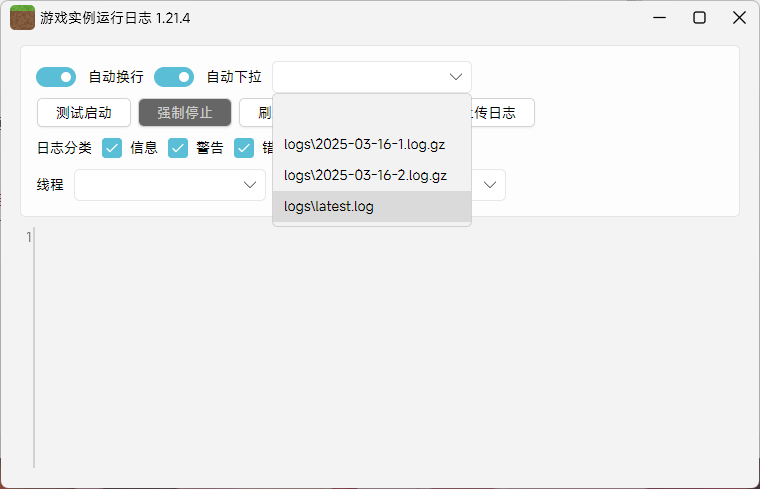 游戏实例运行日志 1.21.4
自动换行 自动下拉
测试启动 强制停止 刷 传日志
logs\2025-03-16-1.log.gz
日志分类 信息 警告 错
logs\2025-03-16-2.log.gz
线程
logs\latest.log
1